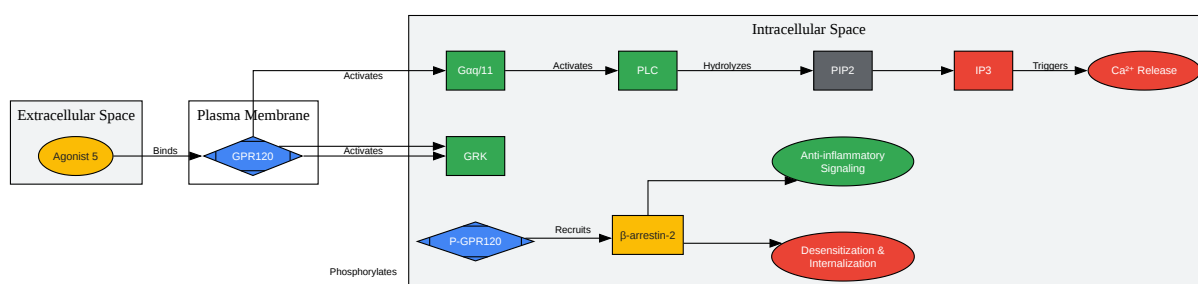 Intracellular Space
Gαq/11
Activates
PLC
Hydrolyzes
PIP2
IP3
Triggers
Ca²⁺ Release
Activates
Extracellular Space
Plasma Membrane
Agonist 5
Binds
GPR120
Activates
GRK
Anti-inflammatory
Signaling
P-GPR120
Recruits
β-arrestin-2
Desensitization &
Internalization
Phosphorylates